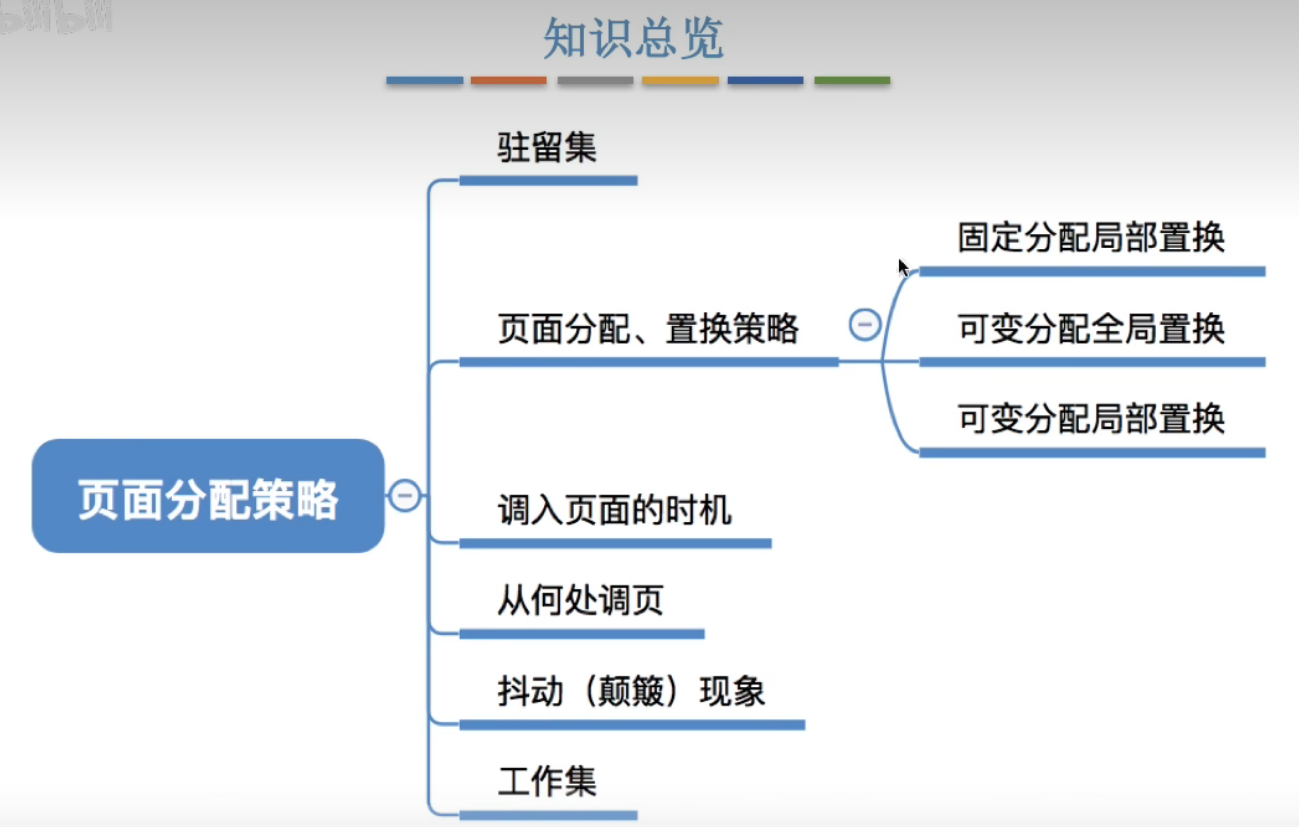 bilibili
知识总览
驻留集
固定分配局部置换
页面分配、置换策略
可变分配全局置换
可变分配局部置换
页面分配策略
调入页面的时机
从何处调页
抖动（颠簸）现象
工作集